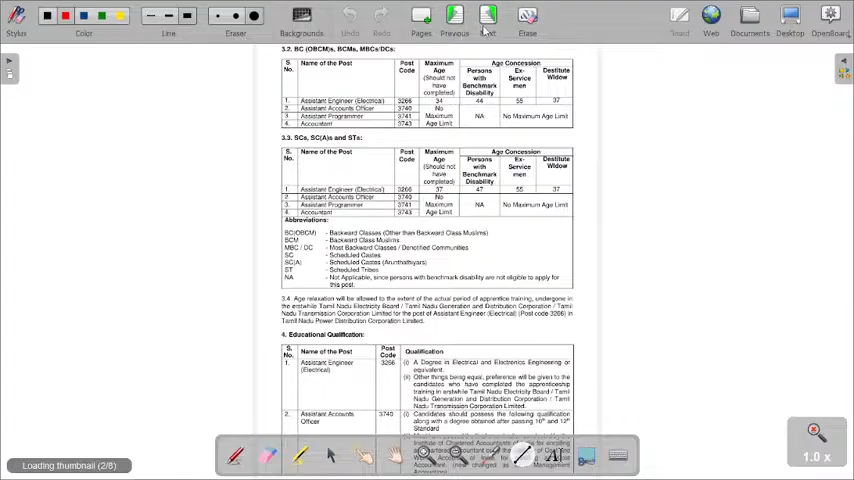 Stylus
Color
Line
Eraser
Backgrounds
Undo
Redo
Pages
Previous
Next
Erase
Board
Web
Documents
Desktop
OpenBoard
3.2. BC (OBCM)s, BCMs, MBCs/DCs:
S. No. Name of the Post Post Code Maximum Age (Should not have completed) Age Concession
Persons with Benchmark Disability Ex-Service men Destitute Widow
1. Assistant Engineer (Electrical) 3266 34 44 55 37
2. Assistant Accounts Officer 3740 No Maximum Age Limit NA No Maximum Age Limit
3. Assistant Programmer 3741
4. Accountant 3743
3.3. SCs, SC(A)s and STs:
S. No. Name of the Post Post Code Maximum Age (Should not have completed) Age Concession
Persons with Benchmark Disability Ex-Service men Destitute Widow
1. Assistant Engineer (Electrical) 3266 37 47 55 37
2. Assistant Accounts Officer 3740 No Maximum Age Limit NA No Maximum Age Limit
3. Assistant Programmer 3741
4. Accountant 3743
Abbreviations:
BC(OBCM) - Backward Classes (Other than Backward Class Muslims)
BCM - Backward Class Muslims
MBC / DC - Most Backward Classes / Denotified Communities
SC - Scheduled Castes
SC(A) - Scheduled Castes (Arunthathiyars)
ST - Scheduled Tribes
NA - Not Applicable, since persons with benchmark disability are not eligible to apply for
this post.
3.4. Age relaxation will be allowed to the extent of the actual period of apprentice training, undergone in
the erstwhile Tamil Nadu Electricity Board / Tamil Nadu Generation and Distribution Corporation / Tamil
Nadu Transmission Corporation Limited for the post of Assistant Engineer (Electrical) (Post code 3266) in
Tamil Nadu Power Distribution Corporation Limited.
4. Educational Qualification:
S. No. Name of the Post Post Code Qualification
1. Assistant Engineer (Electrical) 3266 (i) A Degree in Electrical and Electronics Engineering or
equivalent.
(ii) Other things being equal, preference will be given to the
candidates who have completed the apprenticeship
training in erstwhile Tamil Nadu Electricity Board / Tamil
Nadu Generation and Distribution Corporation / Tamil
Nadu Transmission Corporation Limited.
2. Assistant Accounts Officer 3740 (i) Candidates should possess the following qualification
along with a degree obtained after passing 10th and 12th
Standard
Institute of Chartered Accountants of
Management
Loading thumbnail (2/8)
1.0 x